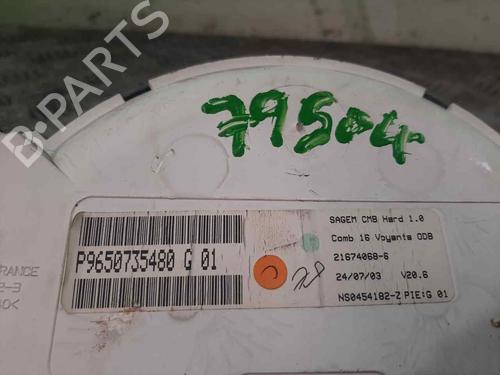 79504
SAGEM CMB Hard 1.0
Comb 16 Voyants ODB
P9650735480 G 01
21674068-6
24/07/03 V20.6
NS0454182-Z PIE:G 01
B
FRANCE